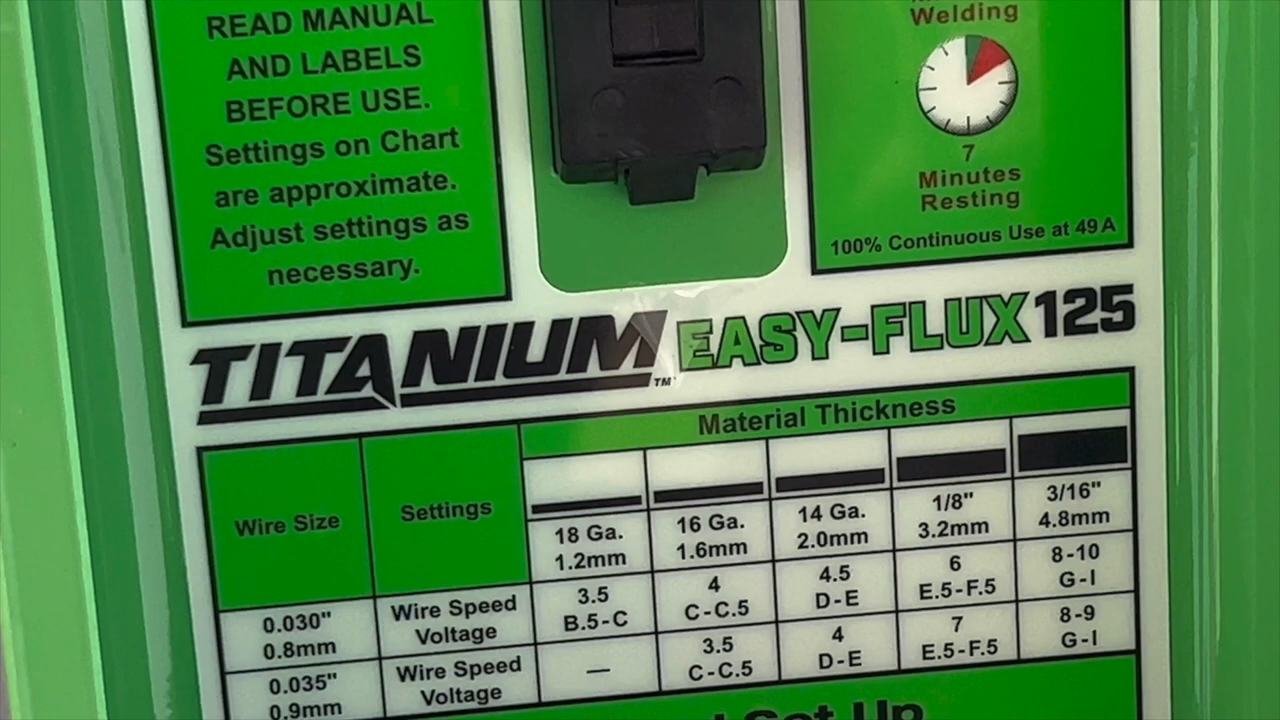 READ MANUAL
AND LABELS
BEFORE USE.
Settings on Chart
are approximate.
Adjust settings as
necessary.
Welding
7
Minutes
Resting
100% Continuous Use at 49 A
TITANIUM™ EASY-FLUX 125
Material Thickness
Wire Size Settings
18 Ga. 16 Ga. 14 Ga. 1/8" 3/16"
1.2mm 1.6mm 2.0mm 3.2mm 4.8mm
0.030" Wire Speed 3.5 4 4.5 6 8-10
0.8mm Voltage B.5-C C-C.5 D-E E.5-F.5 G-I
0.035" Wire Speed — 3.5 4 7 8-9
0.9mm Voltage C-C.5 D-E E.5-F.5 G-I
Set Up